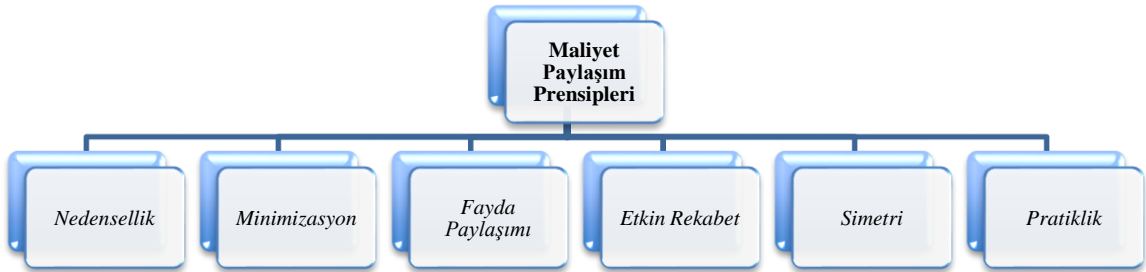 Maliyet
Paylaşım
Prensipleri
Nedensellik
Minimizasyon
Fayda
Paylaşımı
Etkin Rekabet
Simetri
Pratiklik